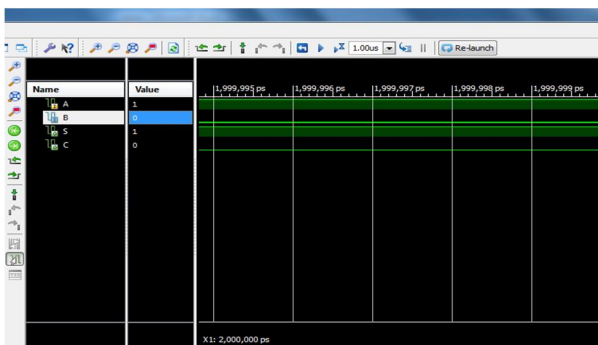 1.00us Re-launch
Name Value 1,999,995 ps 1,999,996 ps 1,999,997 ps 1,999,998 ps 1,999,999 ps
A 1
B 0
S 1
C 0
X1: 2,000,000 ps